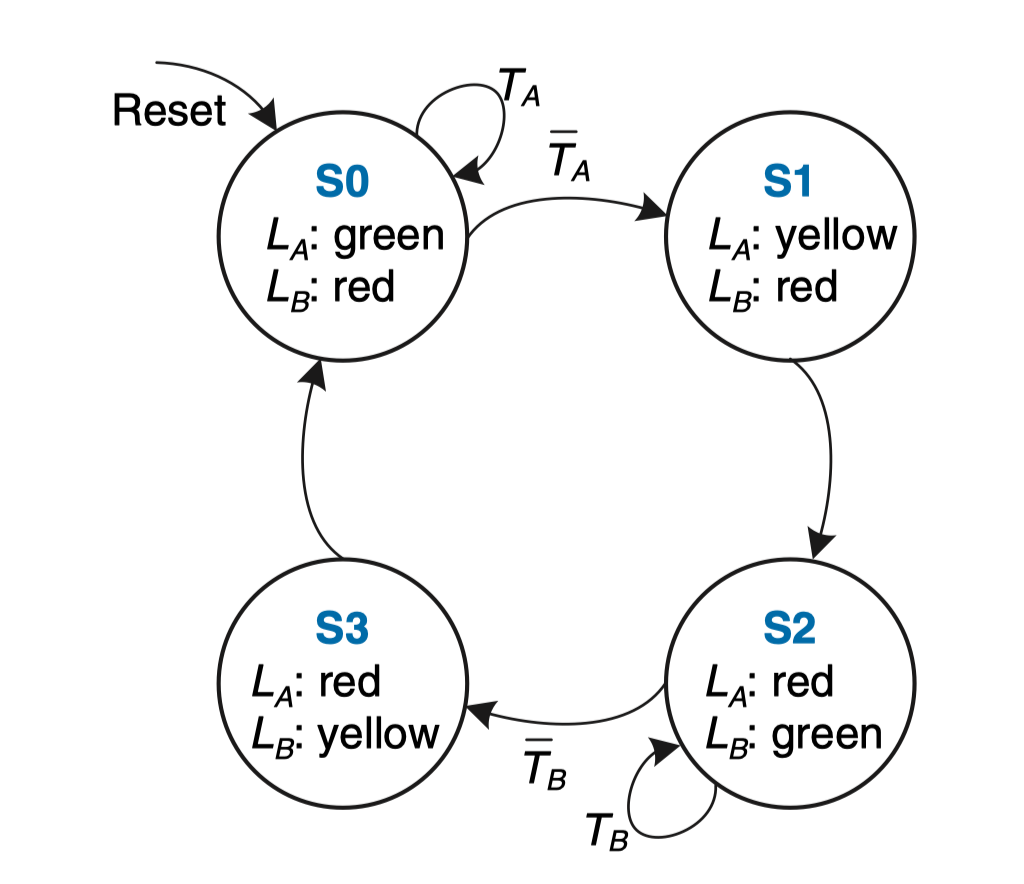 Reset
T_A
T̅_A
S0
L_A: green
L_B: red
S1
L_A: yellow
L_B: red
S3
L_A: red
L_B: yellow
S2
L_A: red
L_B: green
T̅_B
T_B